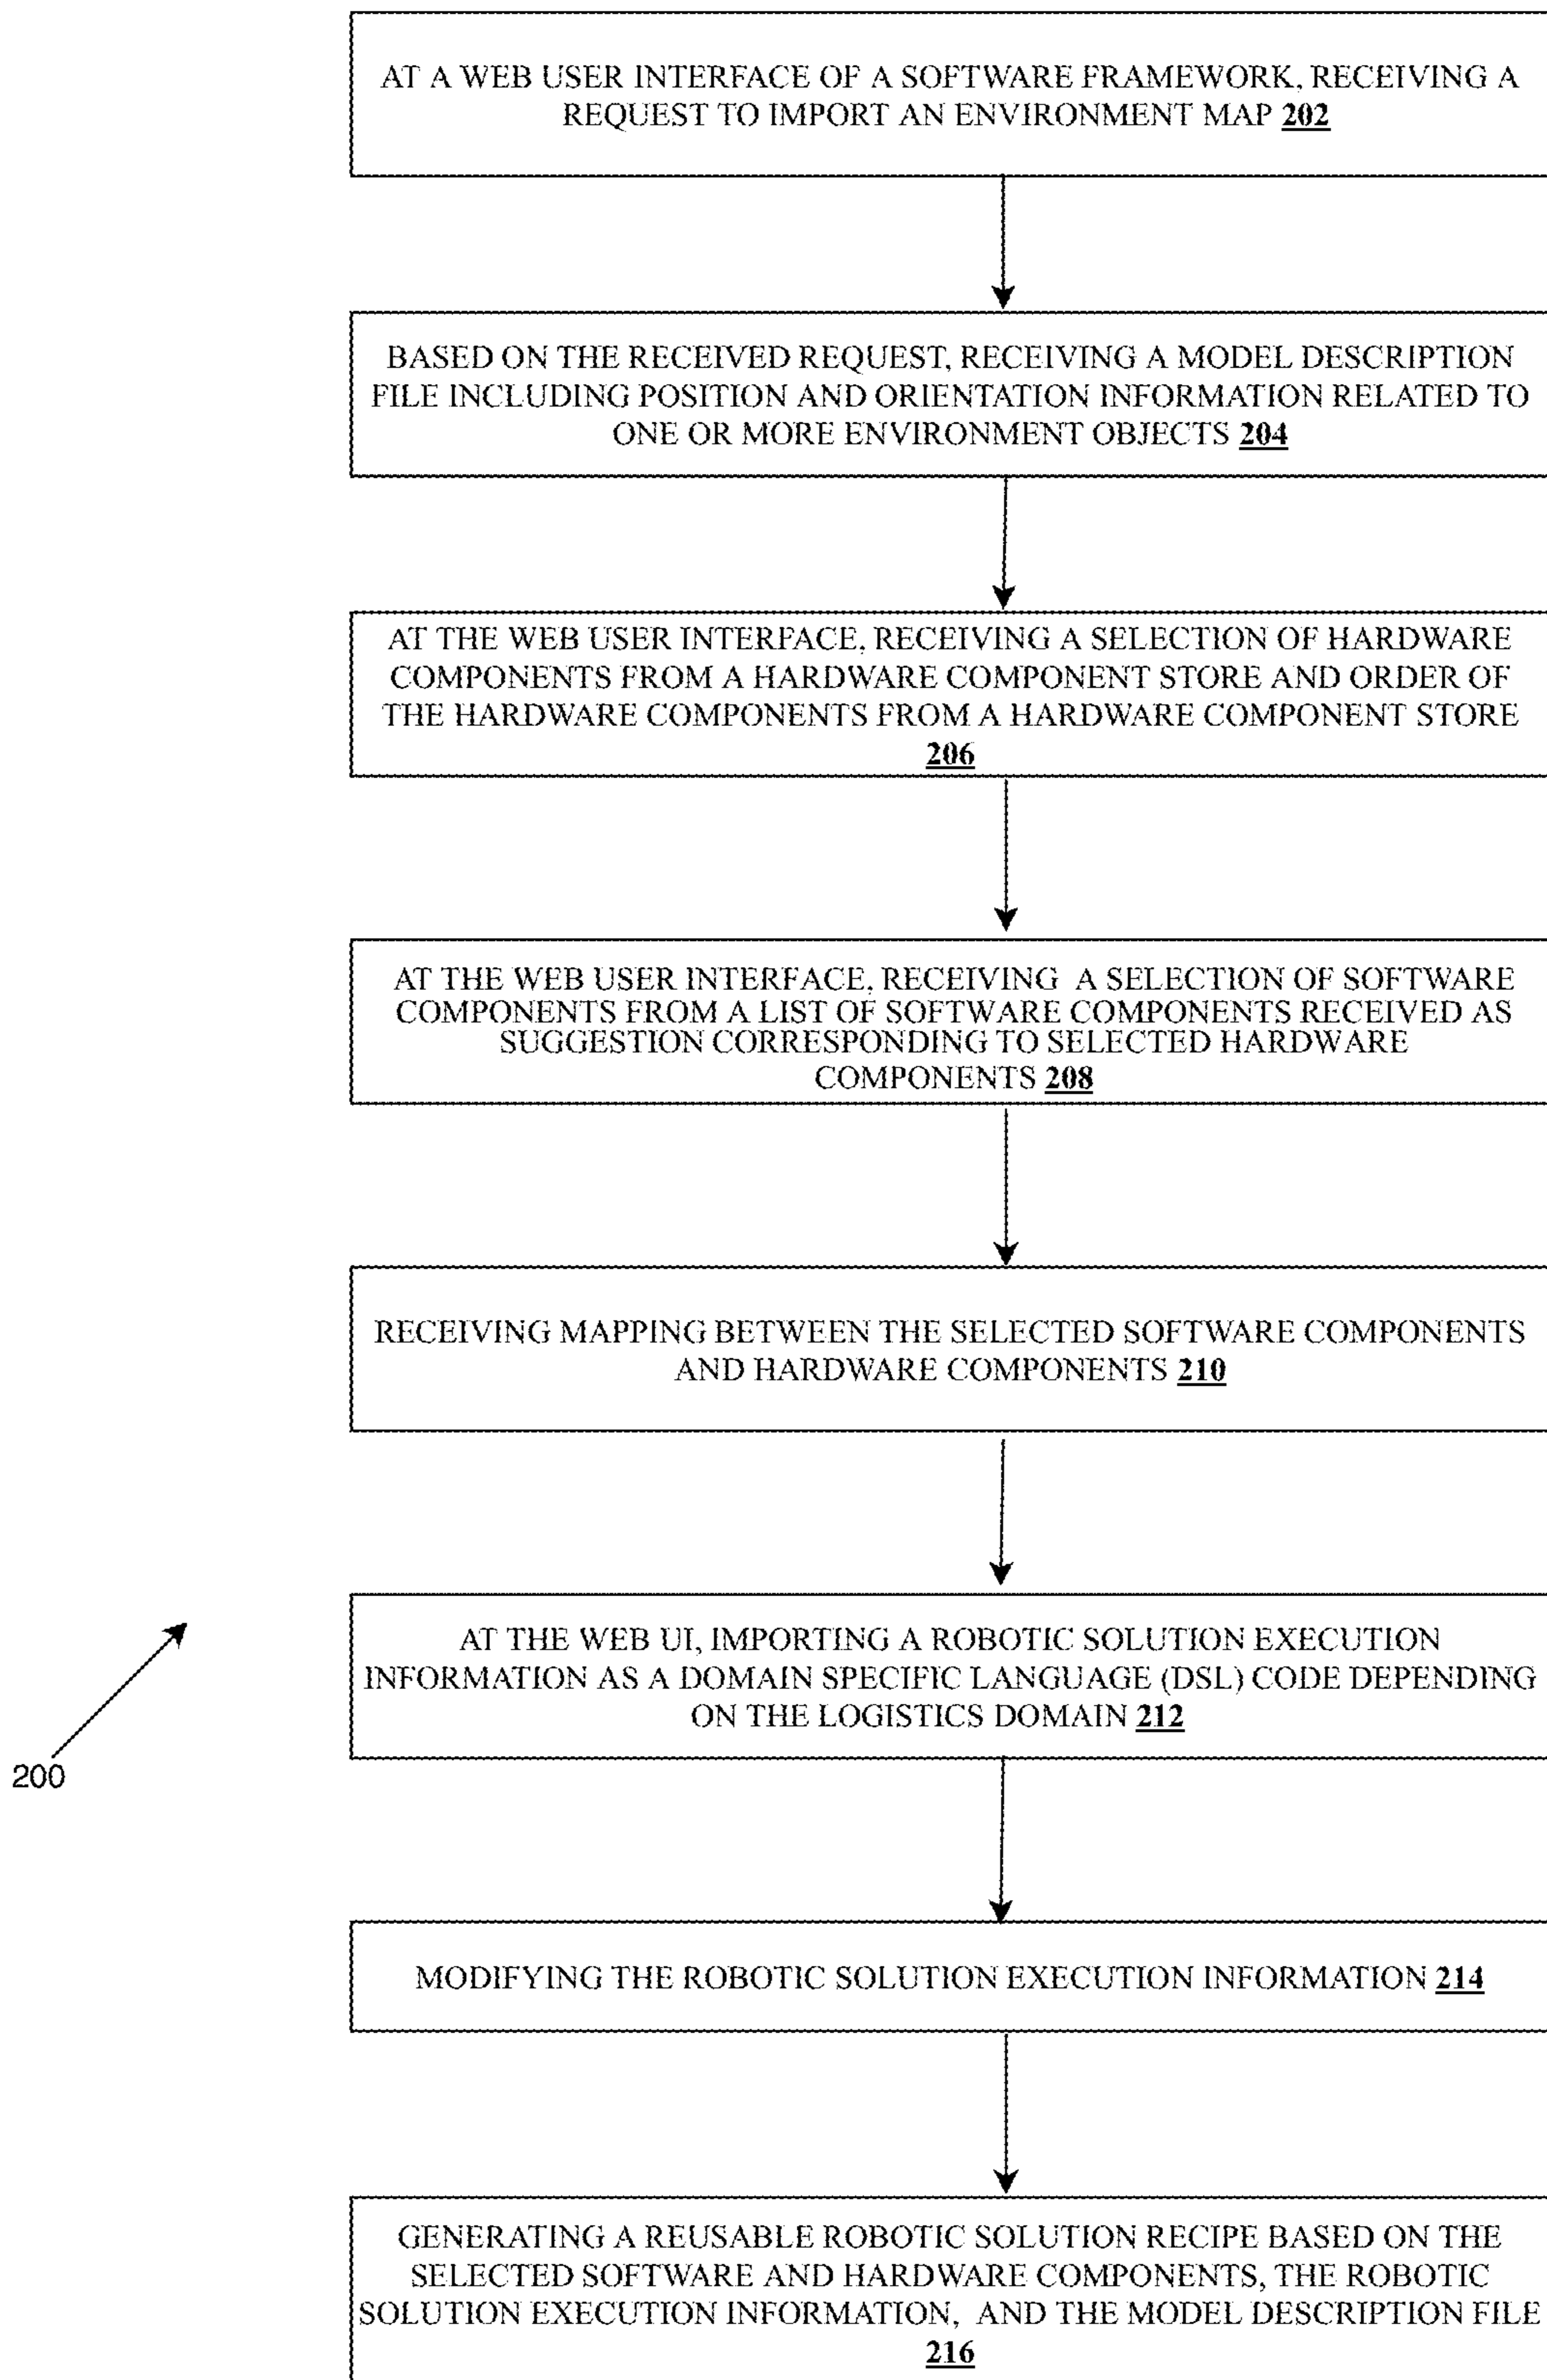 AT A WEB USER INTERFACE OF A SOFTWARE FRAMEWORK, RECEIVING A
REQUEST TO IMPORT AN ENVIRONMENT MAP 202
BASED ON THE RECEIVED REQUEST, RECEIVING A MODEL DESCRIPTION
FILE INCLUDING POSITION AND ORIENTATION INFORMATION RELATED TO
ONE OR MORE ENVIRONMENT OBJECTS 204
AT THE WEB USER INTERFACE, RECEIVING A SELECTION OF HARDWARE
COMPONENTS FROM A HARDWARE COMPONENT STORE AND ORDER OF
THE HARDWARE COMPONENTS FROM A HARDWARE COMPONENT STORE
206
AT THE WEB USER INTERFACE, RECEIVING A SELECTION OF SOFTWARE
COMPONENTS FROM A LIST OF SOFTWARE COMPONENTS RECEIVED AS
SUGGESTION CORRESPONDING TO SELECTED HARDWARE
COMPONENTS 208
RECEIVING MAPPING BETWEEN THE SELECTED SOFTWARE COMPONENTS
AND HARDWARE COMPONENTS 210
AT THE WEB UI, IMPORTING A ROBOTIC SOLUTION EXECUTION
INFORMATION AS A DOMAIN SPECIFIC LANGUAGE (DSL) CODE DEPENDING
ON THE LOGISTICS DOMAIN 212
200
MODIFYING THE ROBOTIC SOLUTION EXECUTION INFORMATION 214
GENERATING A REUSABLE ROBOTIC SOLUTION RECIPE BASED ON THE
SELECTED SOFTWARE AND HARDWARE COMPONENTS, THE ROBOTIC
SOLUTION EXECUTION INFORMATION, AND THE MODEL DESCRIPTION FILE
216